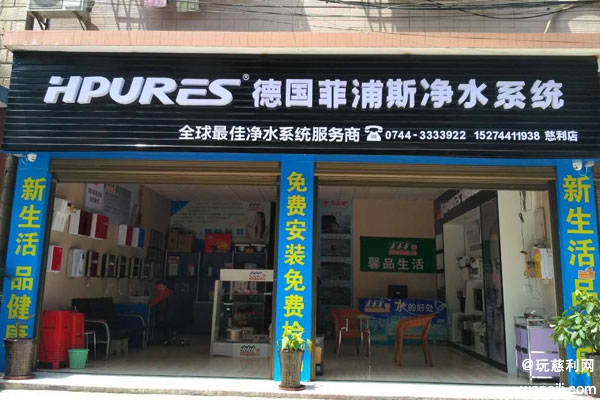 HPURES® 德国菲浦斯净水系统
全球最佳净水系统服务商 ☎ 0744-3333922 15274411938 慈利店
新生活 品健康
免费安装免费检
新生活品
馨品生活
水的好处
HPURES
@玩慈利网